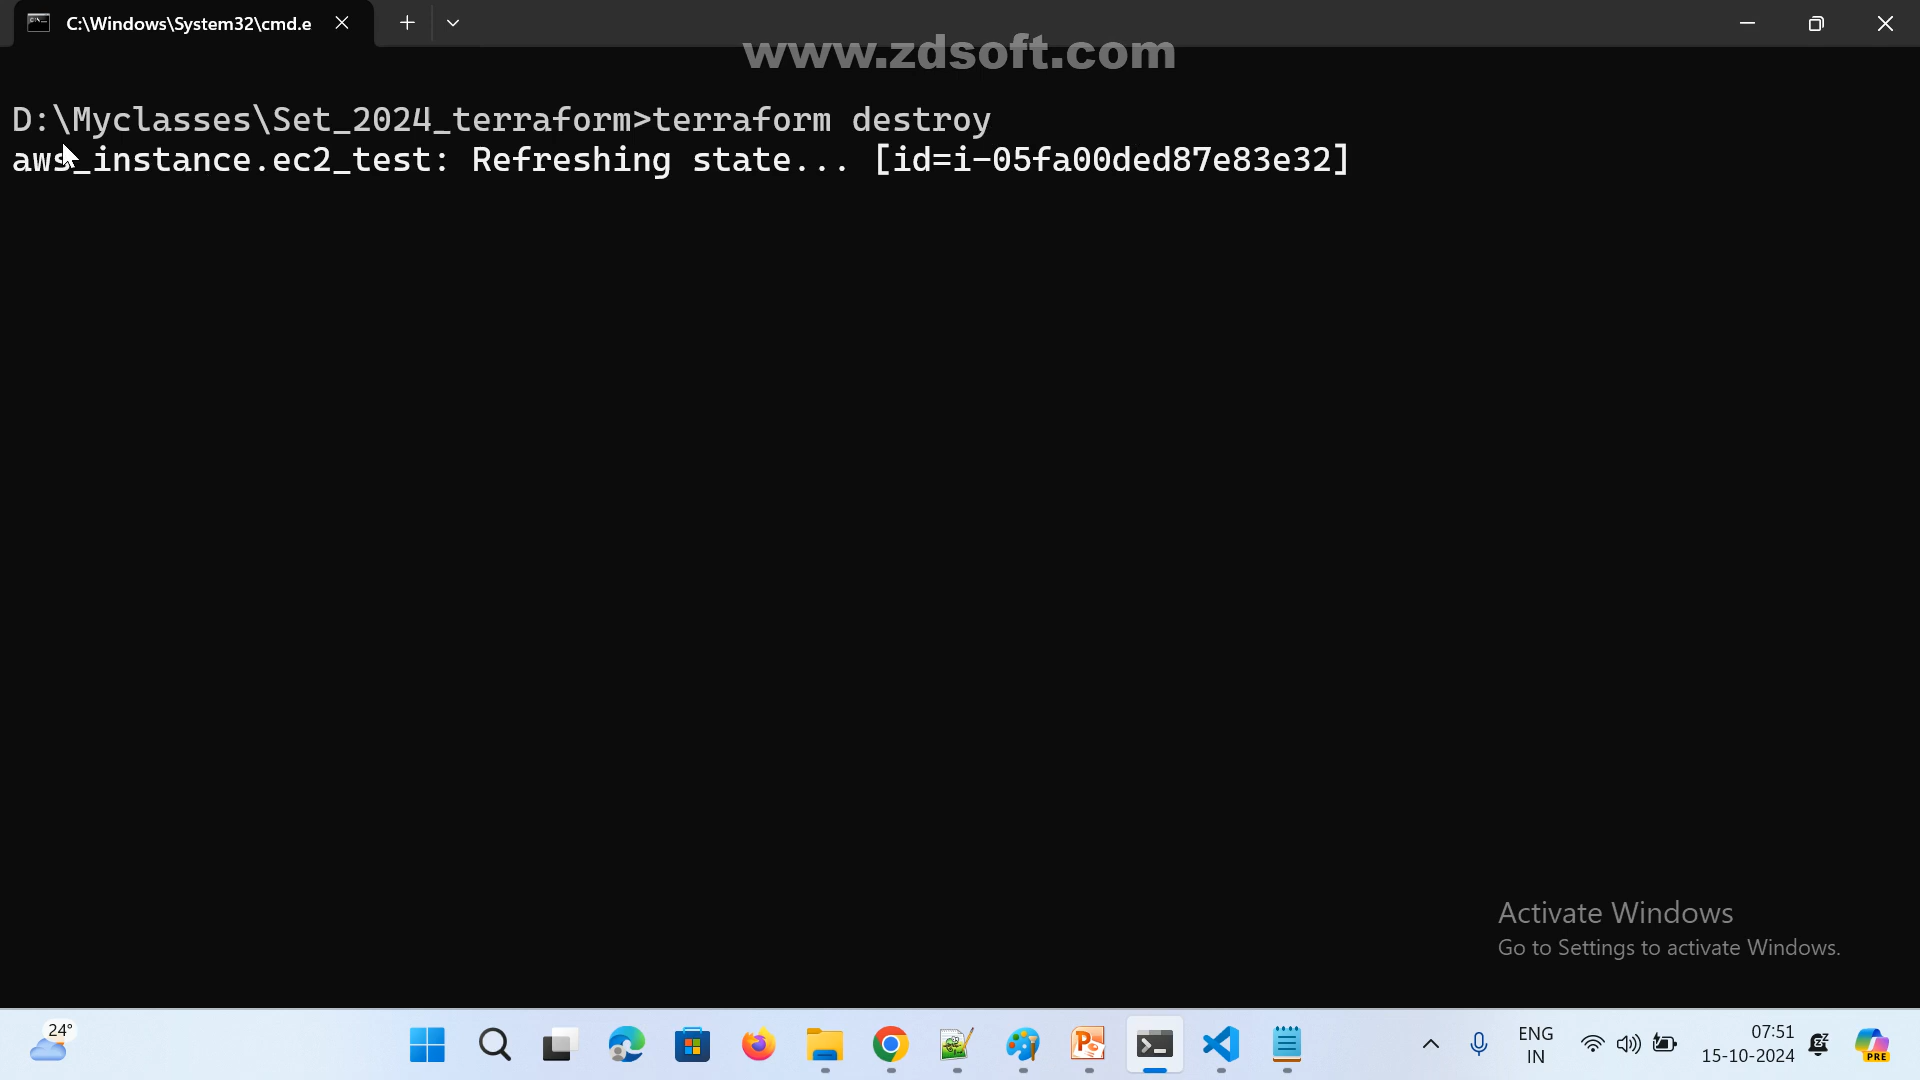 C:\Windows\System32\cmd.e
www.zdsoft.com
D:\Myclasses\Set_2024_terraform>terraform destroy
aws_instance.ec2_test: Refreshing state... [id=i-05fa00ded87e83e32]
Activate Windows
Go to Settings to activate Windows.
24°
ENG
IN
07:51
15-10-2024
PRE